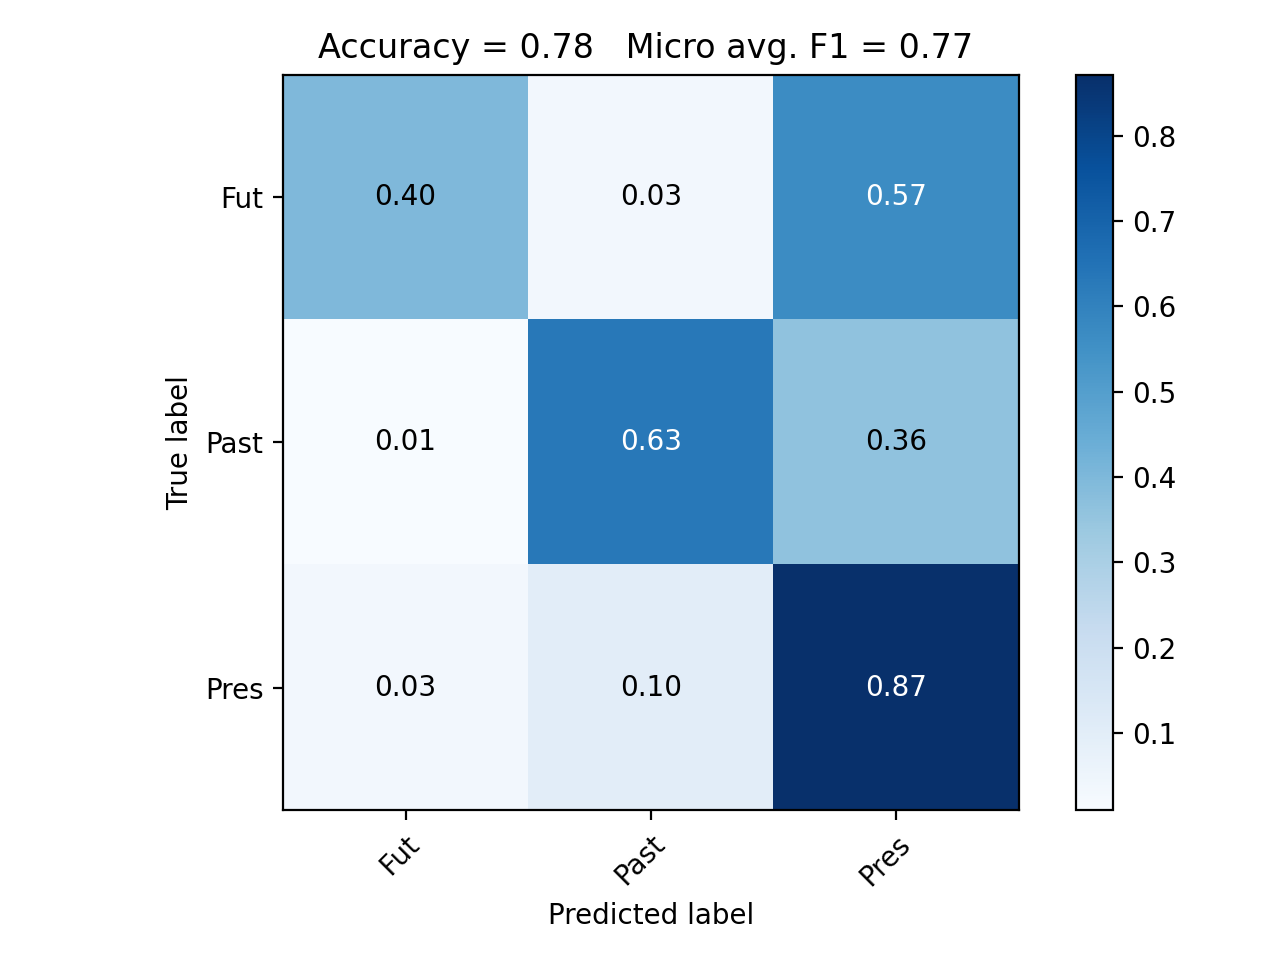 Accuracy = 0.78   Micro avg. F1 = 0.77
Fut
0.40
0.03
0.57
Past
0.01
0.63
0.36
Pres
0.03
0.10
0.87
True label
Fut
Past
Pres
Predicted label
0.8
0.7
0.6
0.5
0.4
0.3
0.2
0.1